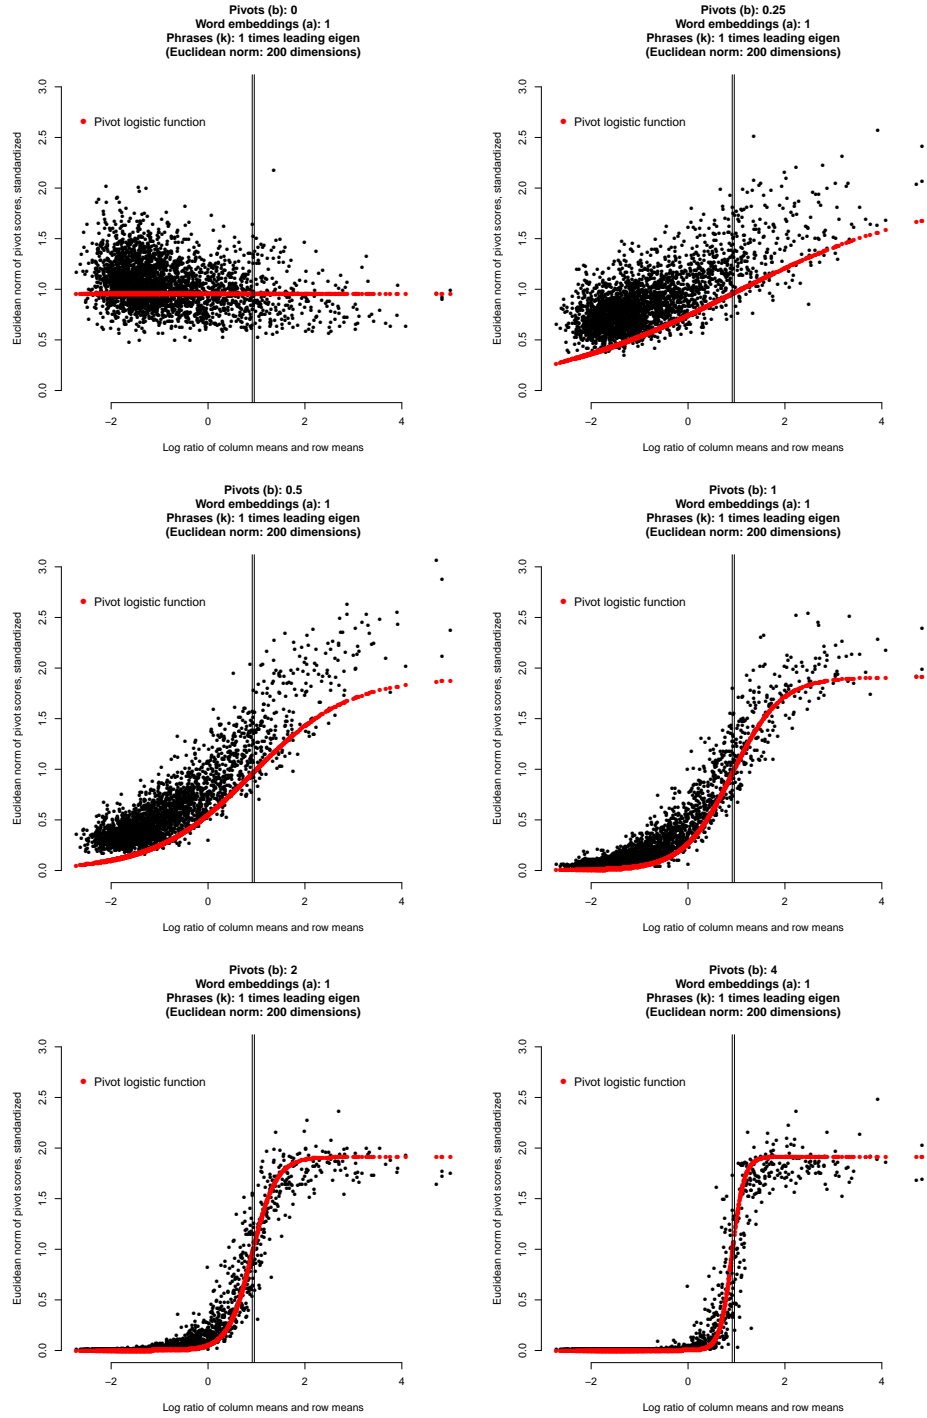 Pivots (b): 0
Word embeddings (a): 1
Phrases (k): 1 times leading eigen
(Euclidean norm: 200 dimensions)
Euclidean norm of pivot scores, standardized
3.0
2.5
2.0
1.5
1.0
0.5
0.0
Pivot logistic function
−2 0 2 4
Log ratio of column means and row means
Pivots (b): 0.25
Word embeddings (a): 1
Phrases (k): 1 times leading eigen
(Euclidean norm: 200 dimensions)
Euclidean norm of pivot scores, standardized
3.0
2.5
2.0
1.5
1.0
0.5
0.0
Pivot logistic function
−2 0 2 4
Log ratio of column means and row means
Pivots (b): 0.5
Word embeddings (a): 1
Phrases (k): 1 times leading eigen
(Euclidean norm: 200 dimensions)
Euclidean norm of pivot scores, standardized
3.0
2.5
2.0
1.5
1.0
0.5
0.0
Pivot logistic function
−2 0 2 4
Log ratio of column means and row means
Pivots (b): 1
Word embeddings (a): 1
Phrases (k): 1 times leading eigen
(Euclidean norm: 200 dimensions)
Euclidean norm of pivot scores, standardized
3.0
2.5
2.0
1.5
1.0
0.5
0.0
Pivot logistic function
−2 0 2 4
Log ratio of column means and row means
Pivots (b): 2
Word embeddings (a): 1
Phrases (k): 1 times leading eigen
(Euclidean norm: 200 dimensions)
Euclidean norm of pivot scores, standardized
3.0
2.5
2.0
1.5
1.0
0.5
0.0
Pivot logistic function
−2 0 2 4
Log ratio of column means and row means
Pivots (b): 4
Word embeddings (a): 1
Phrases (k): 1 times leading eigen
(Euclidean norm: 200 dimensions)
Euclidean norm of pivot scores, standardized
3.0
2.5
2.0
1.5
1.0
0.5
0.0
Pivot logistic function
−2 0 2 4
Log ratio of column means and row means